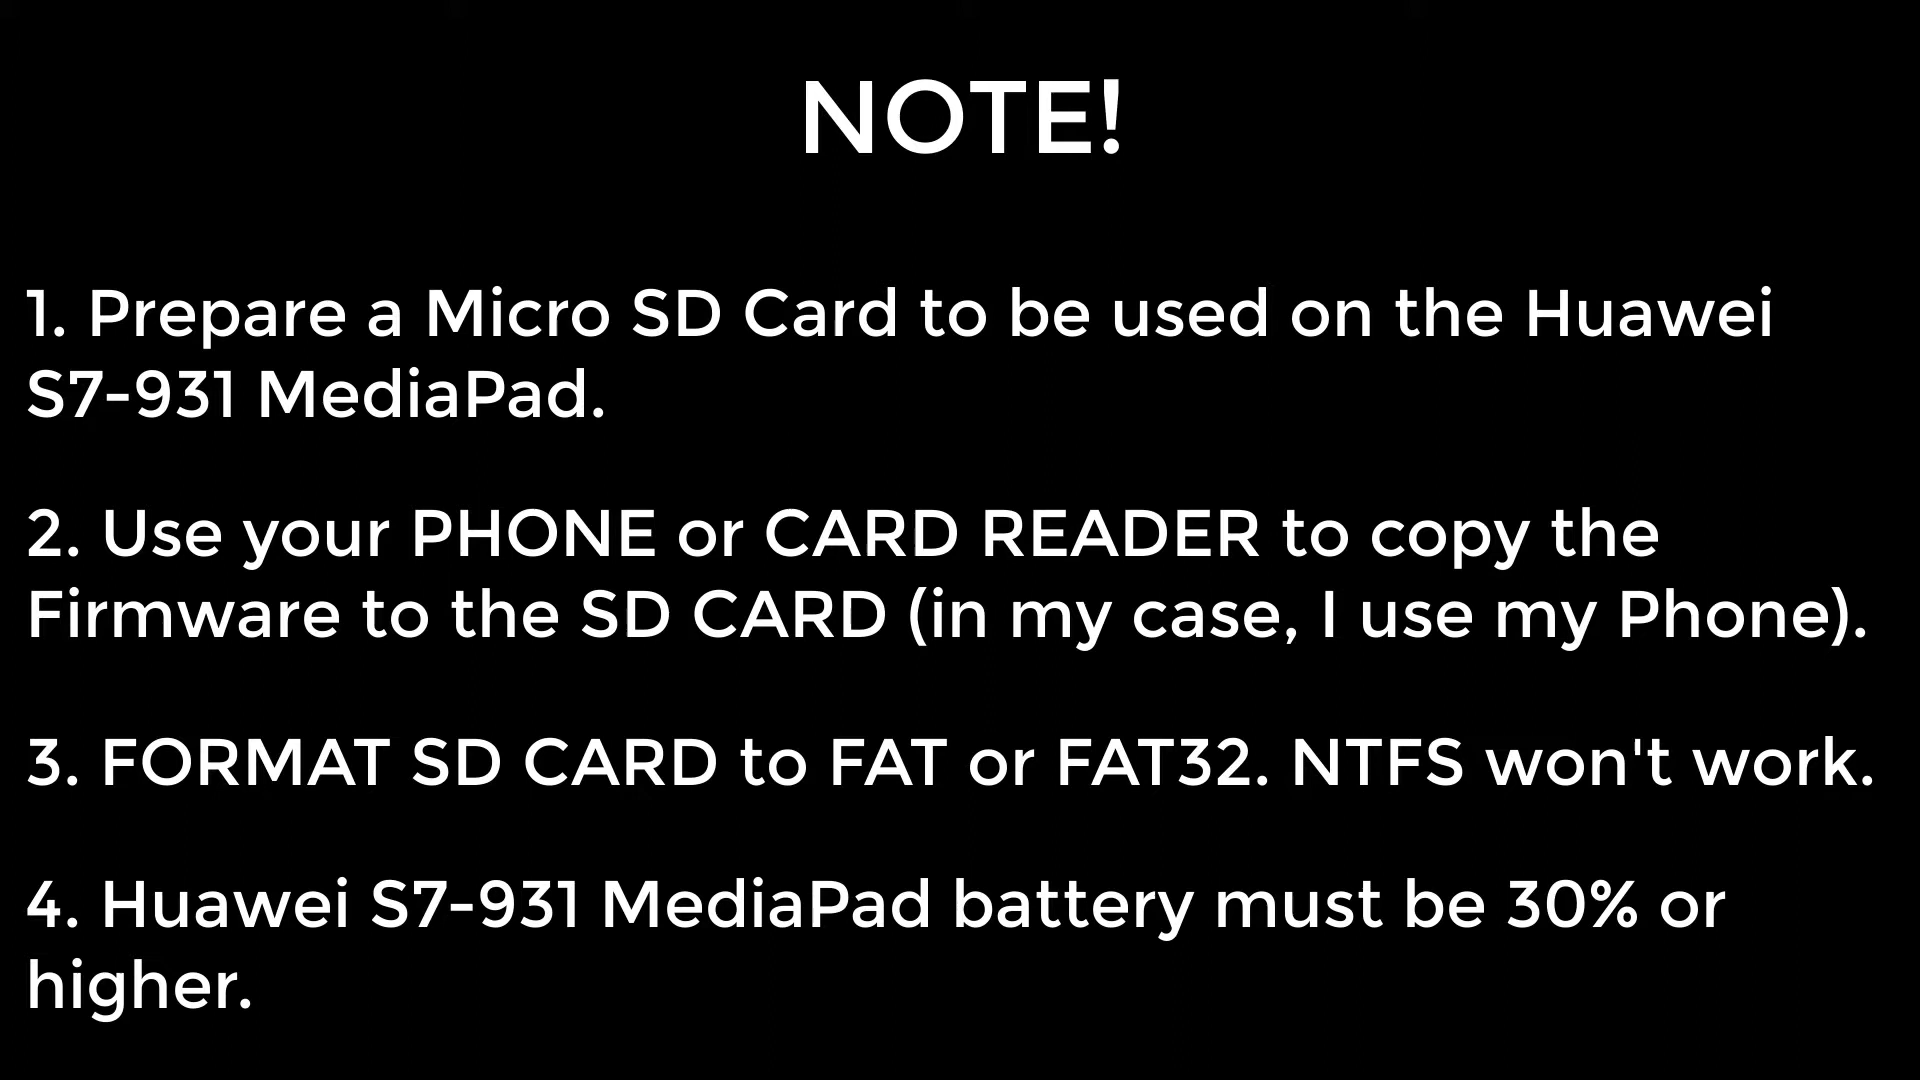 NOTE!
1. Prepare a Micro SD Card to be used on the Huawei
S7-931 MediaPad.
2. Use your PHONE or CARD READER to copy the
Firmware to the SD CARD (in my case, I use my Phone).
3. FORMAT SD CARD to FAT or FAT32. NTFS won't work.
4. Huawei S7-931 MediaPad battery must be 30% or
higher.